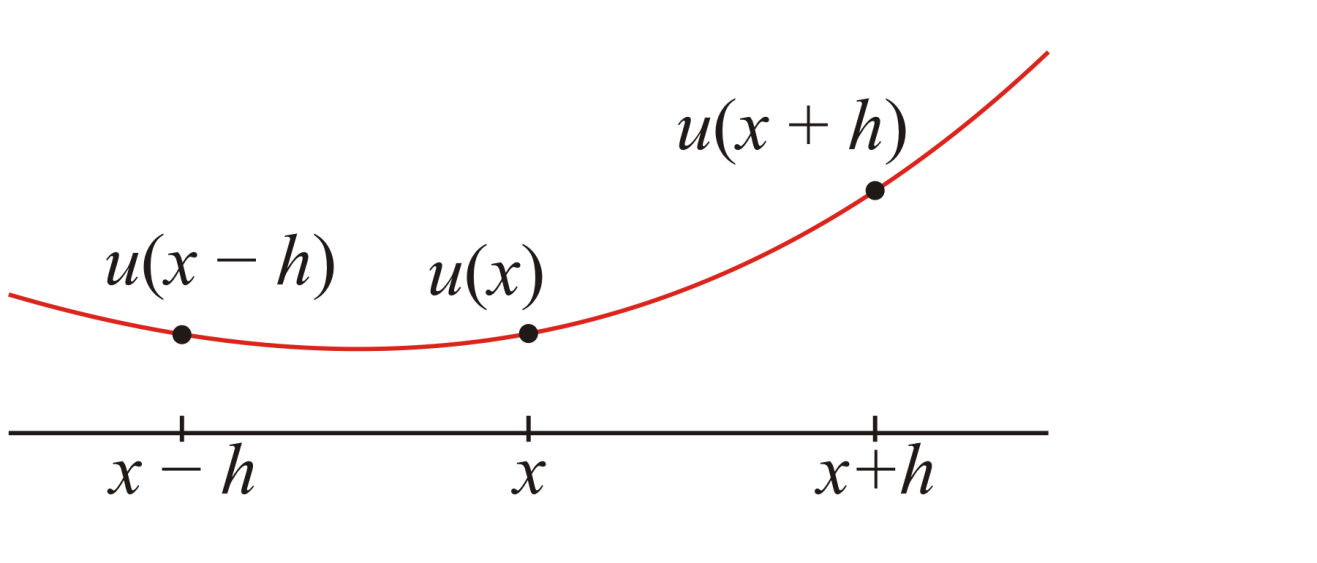 u(x + h)
u(x − h)
u(x)
x − h
x
x+h